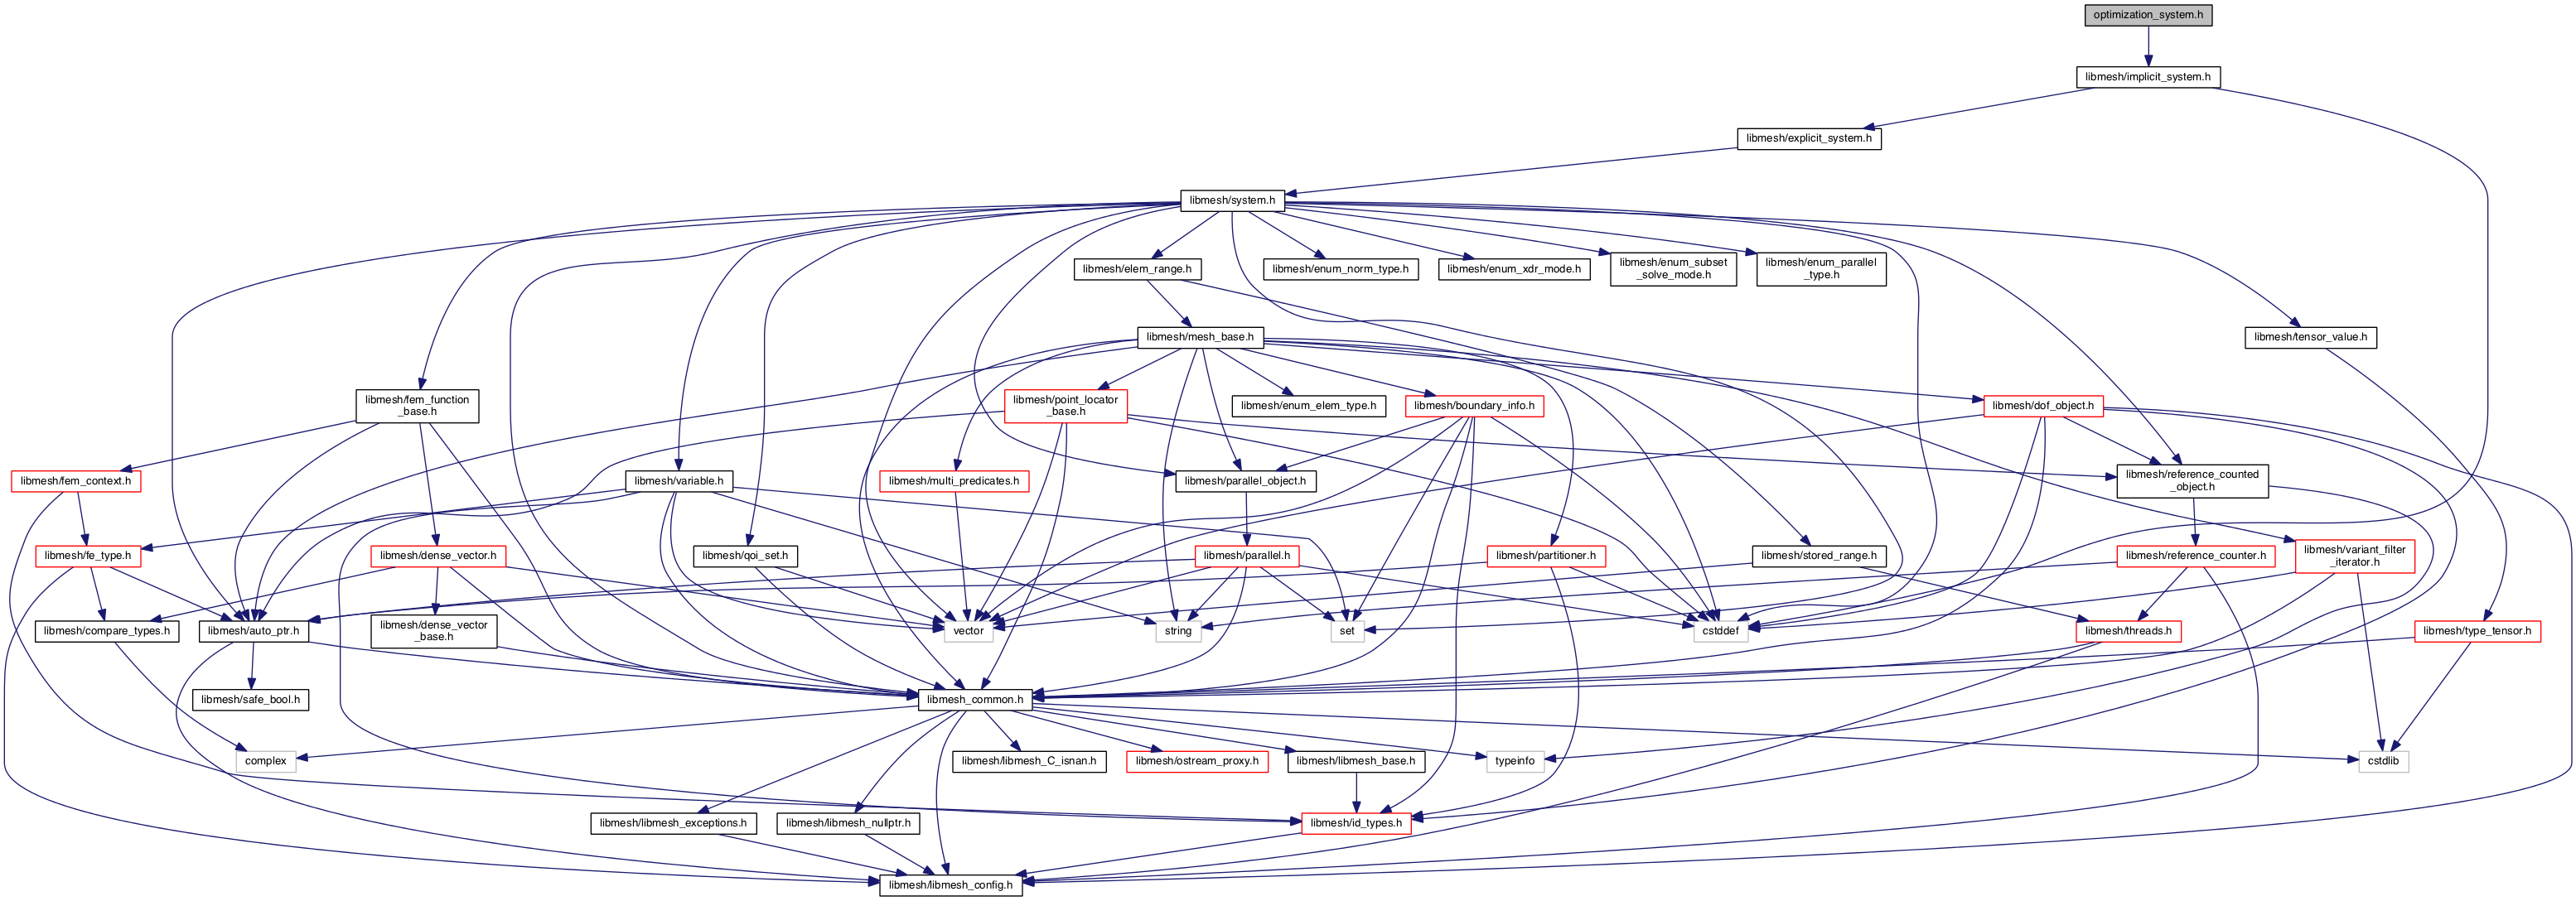 optimization_system.h
libmesh/implicit_system.h
libmesh/explicit_system.h
libmesh/system.h
libmesh/elem_range.h
libmesh/enum_norm_type.h
libmesh/enum_xdr_mode.h
libmesh/enum_subset
_solve_mode.h
libmesh/enum_parallel
_type.h
libmesh/mesh_base.h
libmesh/tensor_value.h
libmesh/fem_function
_base.h
libmesh/point_locator
_base.h
libmesh/enum_elem_type.h
libmesh/boundary_info.h
libmesh/dof_object.h
libmesh/fem_context.h
libmesh/variable.h
libmesh/multi_predicates.h
libmesh/parallel_object.h
libmesh/reference_counted
_object.h
libmesh/fe_type.h
libmesh/dense_vector.h
libmesh/qoi_set.h
libmesh/parallel.h
libmesh/partitioner.h
libmesh/stored_range.h
libmesh/reference_counter.h
libmesh/variant_filter
_iterator.h
libmesh/compare_types.h
libmesh/auto_ptr.h
libmesh/dense_vector
_base.h
vector
string
set
cstddef
libmesh/threads.h
libmesh/type_tensor.h
libmesh/safe_bool.h
libmesh_common.h
complex
libmesh/libmesh_C_isnan.h
libmesh/ostream_proxy.h
libmesh/libmesh_base.h
typeinfo
cstdlib
libmesh/libmesh_exceptions.h
libmesh/libmesh_nullptr.h
libmesh/id_types.h
libmesh/libmesh_config.h